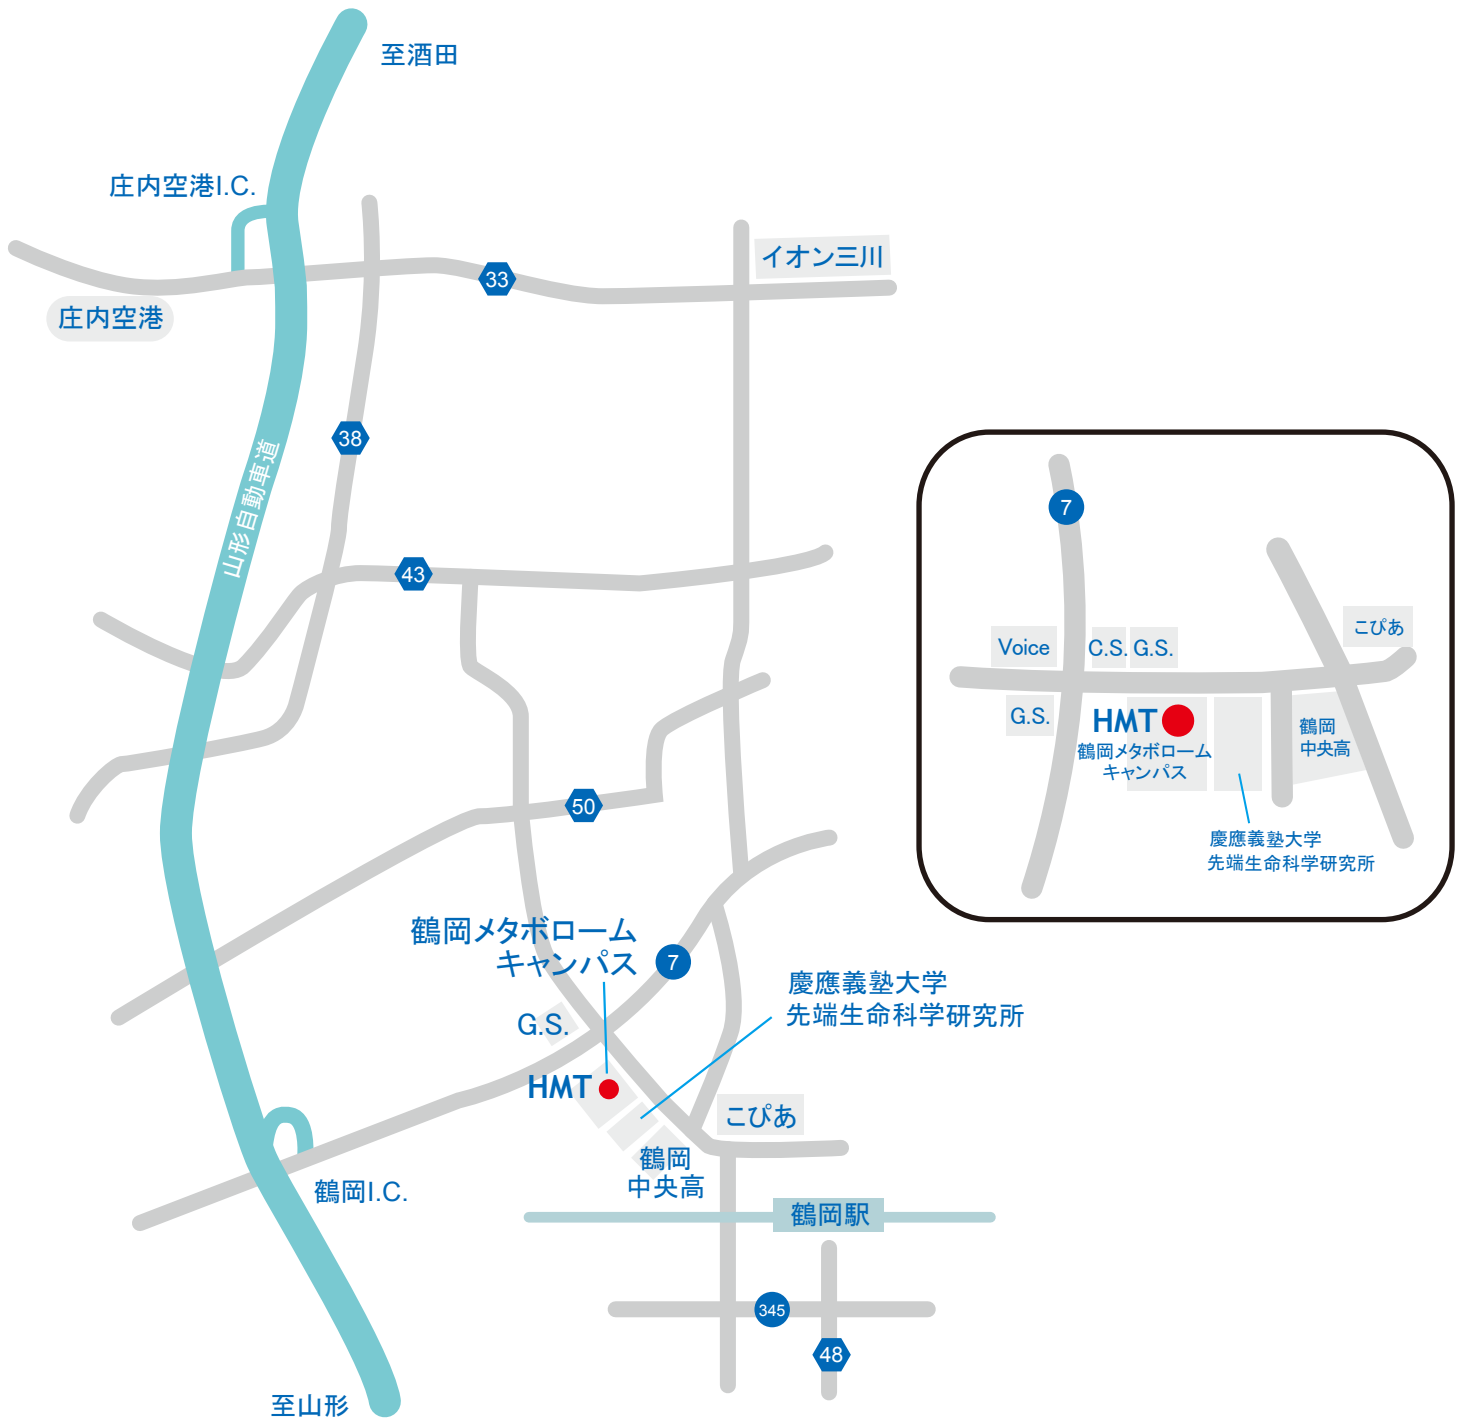 至酒田
庄内空港I.C.
イオン三川
33
庄内空港
38
山形自動車道
43
50
鶴岡メタボローム
キャンパス
7
慶應義塾大学
先端生命科学研究所
G.S.
HMT
こぴあ
鶴岡
中央高
鶴岡I.C.
鶴岡駅
345
48
至山形
7
こぴあ
Voice
C.S.
G.S.
G.S.
HMT
鶴岡メタボローム
キャンパス
鶴岡
中央高
慶應義塾大学
先端生命科学研究所